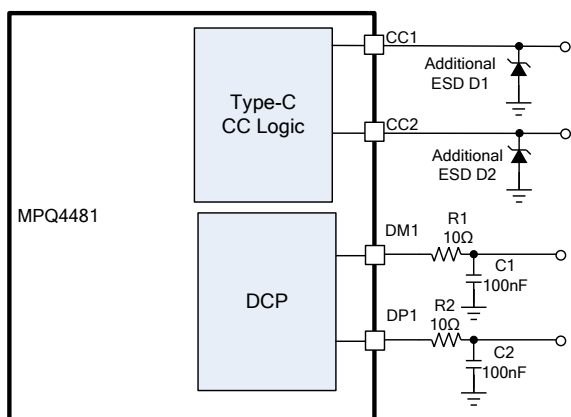 CC1
Additional
ESD D1
Type-C
CC Logic
CC2
Additional
ESD D2
MPQ4481
DM1
R1
10Ω
C1
100nF
DCP
DP1
R2
10Ω
C2
100nF